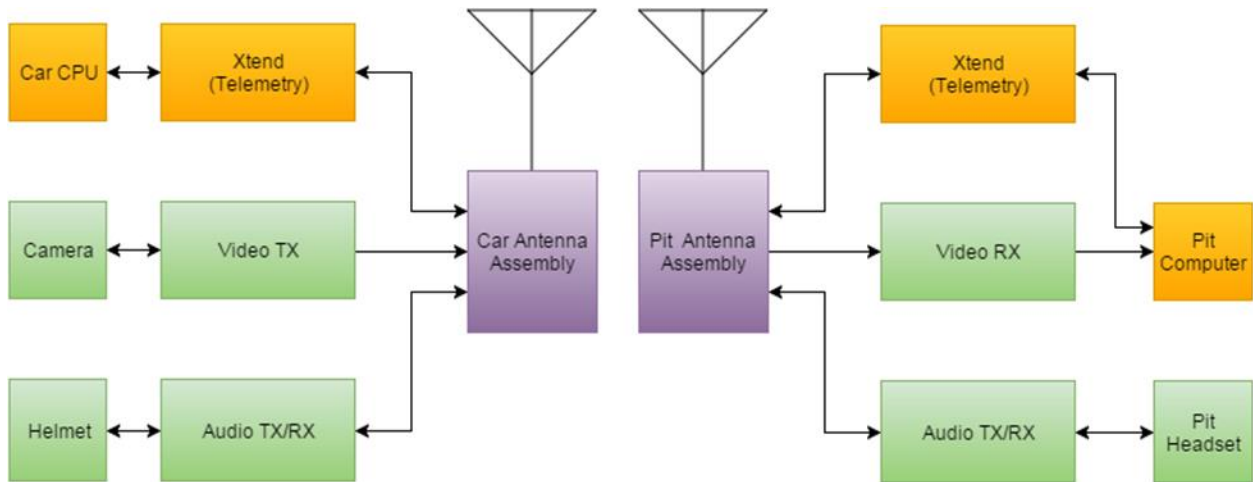 Car CPU
Xtend
(Telemetry)
Xtend
(Telemetry)
Camera
Video TX
Car Antenna
Assembly
Pit Antenna
Assembly
Video RX
Pit
Computer
Helmet
Audio TX/RX
Audio TX/RX
Pit
Headset